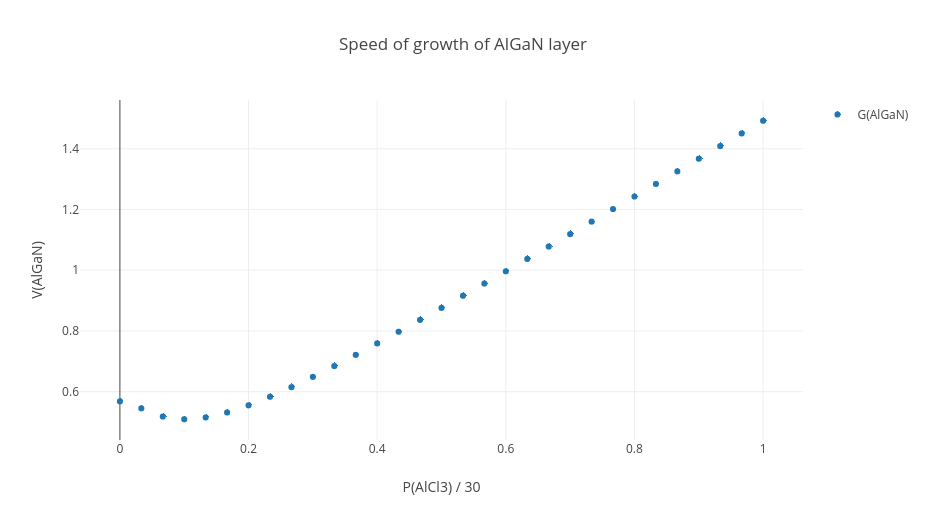 Speed of growth of AlGaN layer
G(AlGaN)
V(AlGaN)
1.4
1.2
1
0.8
0.6
0
0.2
0.4
0.6
0.8
1
P(AlCl3) / 30